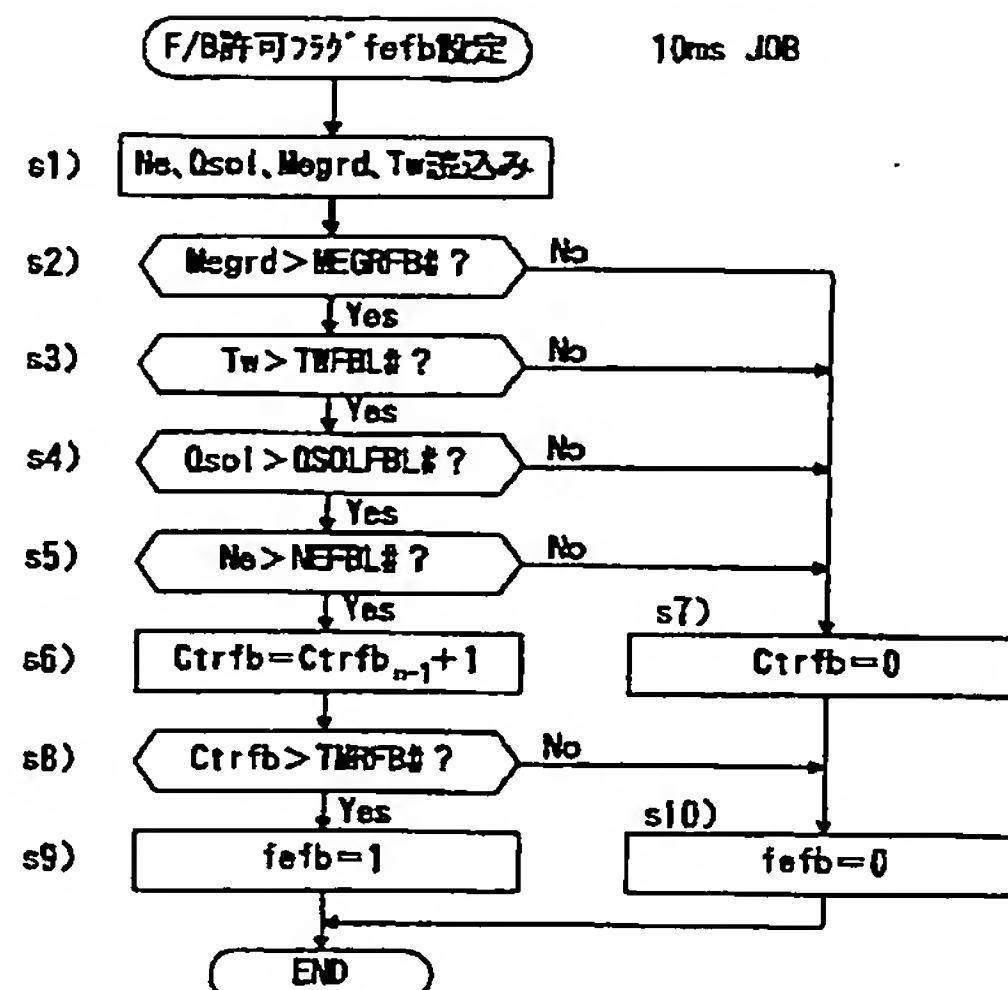 F/B許可フラグfefb設定
10ms JOB
s1)
Ne、Qsol、Megrd、Tw読込み
s2)
Megrd>MEGRFB#?
No
Yes
s3)
Tw>TWFBL#?
No
Yes
s4)
Qsol>QSOLFBL#?
No
Yes
s5)
Ne>NEFBL#?
No
Yes
s6)
Ctrfb=Ctrfbn-1+1
s7)
Ctrfb=0
s8)
Ctrfb>TMRFB#?
No
Yes
s9)
fefb=1
s10)
fefb=0
END